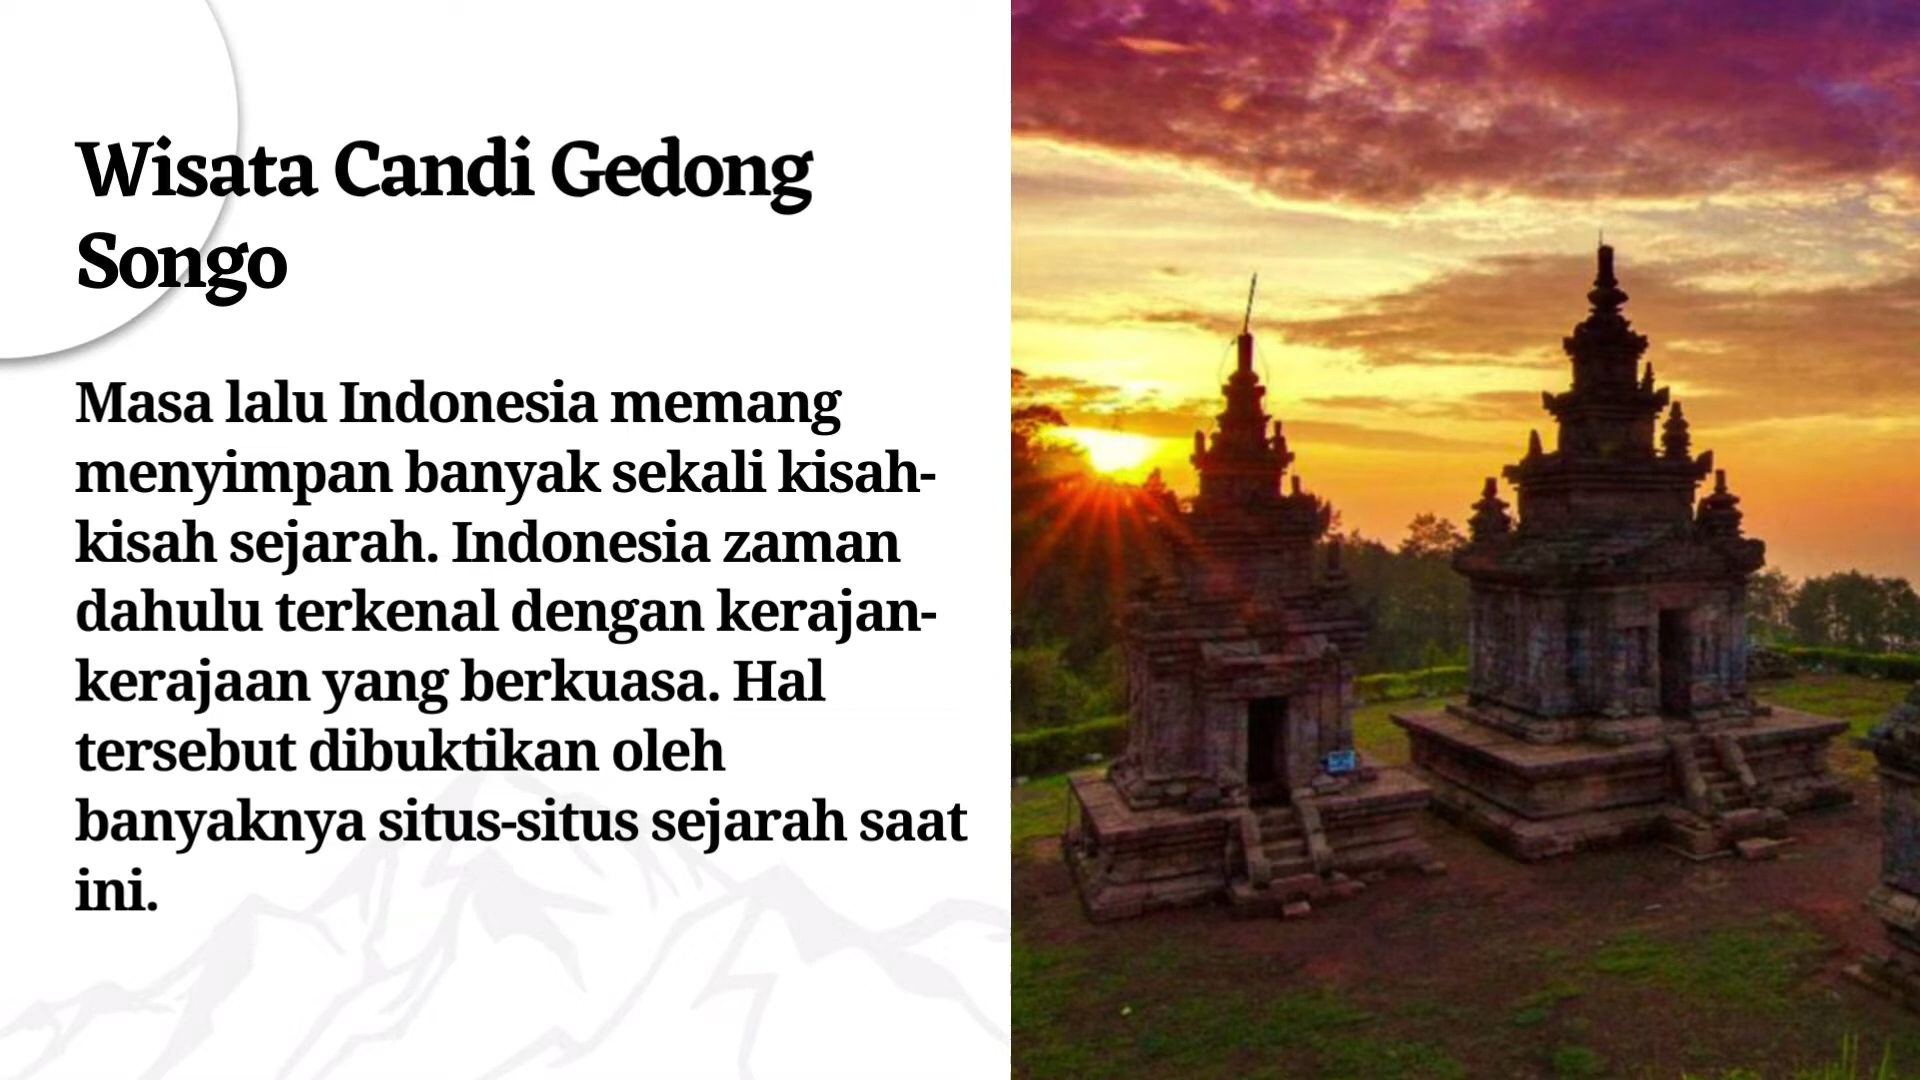 Wisata Candi Gedong
Songo
Masa lalu Indonesia memang
menyimpan banyak sekali kisah-
kisah sejarah. Indonesia zaman
dahulu terkenal dengan kerajan-
kerajaan yang berkuasa. Hal
tersebut dibuktikan oleh
banyaknya situs-situs sejarah saat
ini.